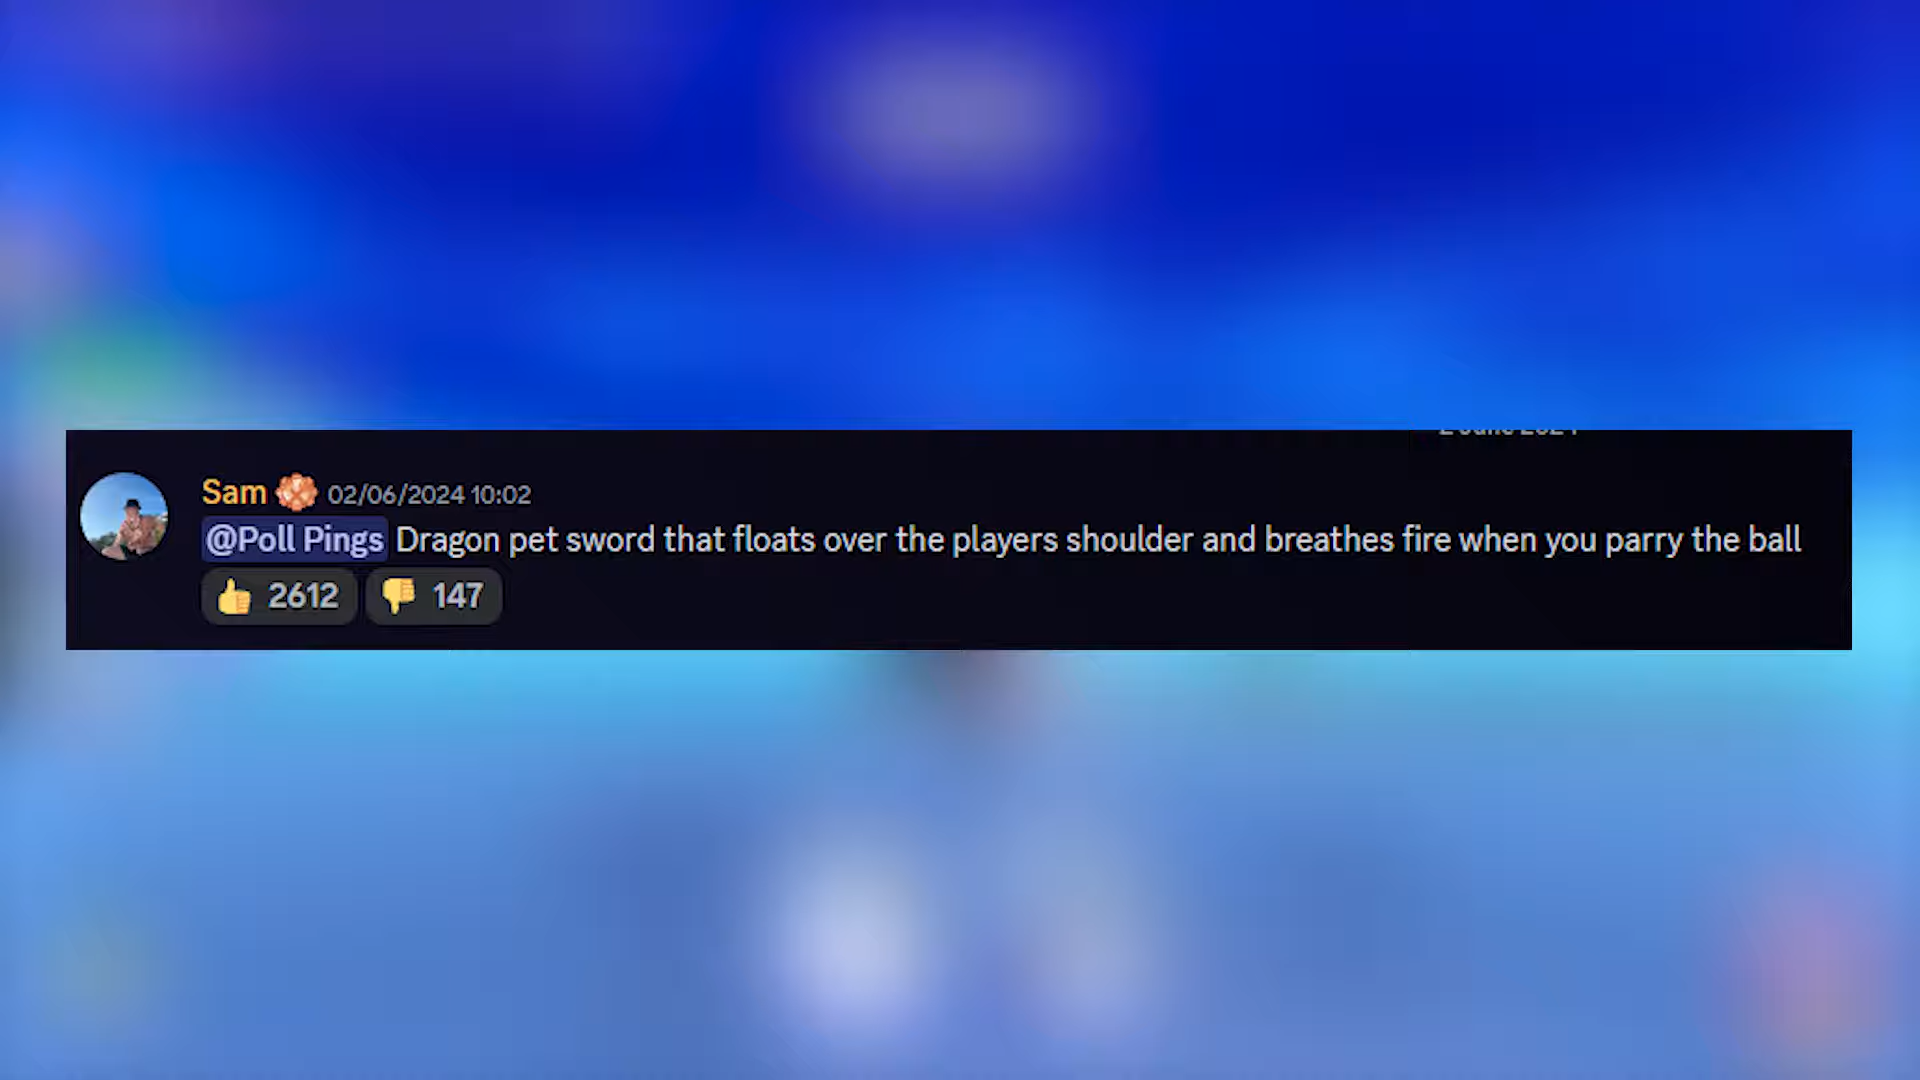 Sam 02/06/2024 10:02
@Poll Pings Dragon pet sword that floats over the players shoulder and breathes fire when you parry the ball
2612 147